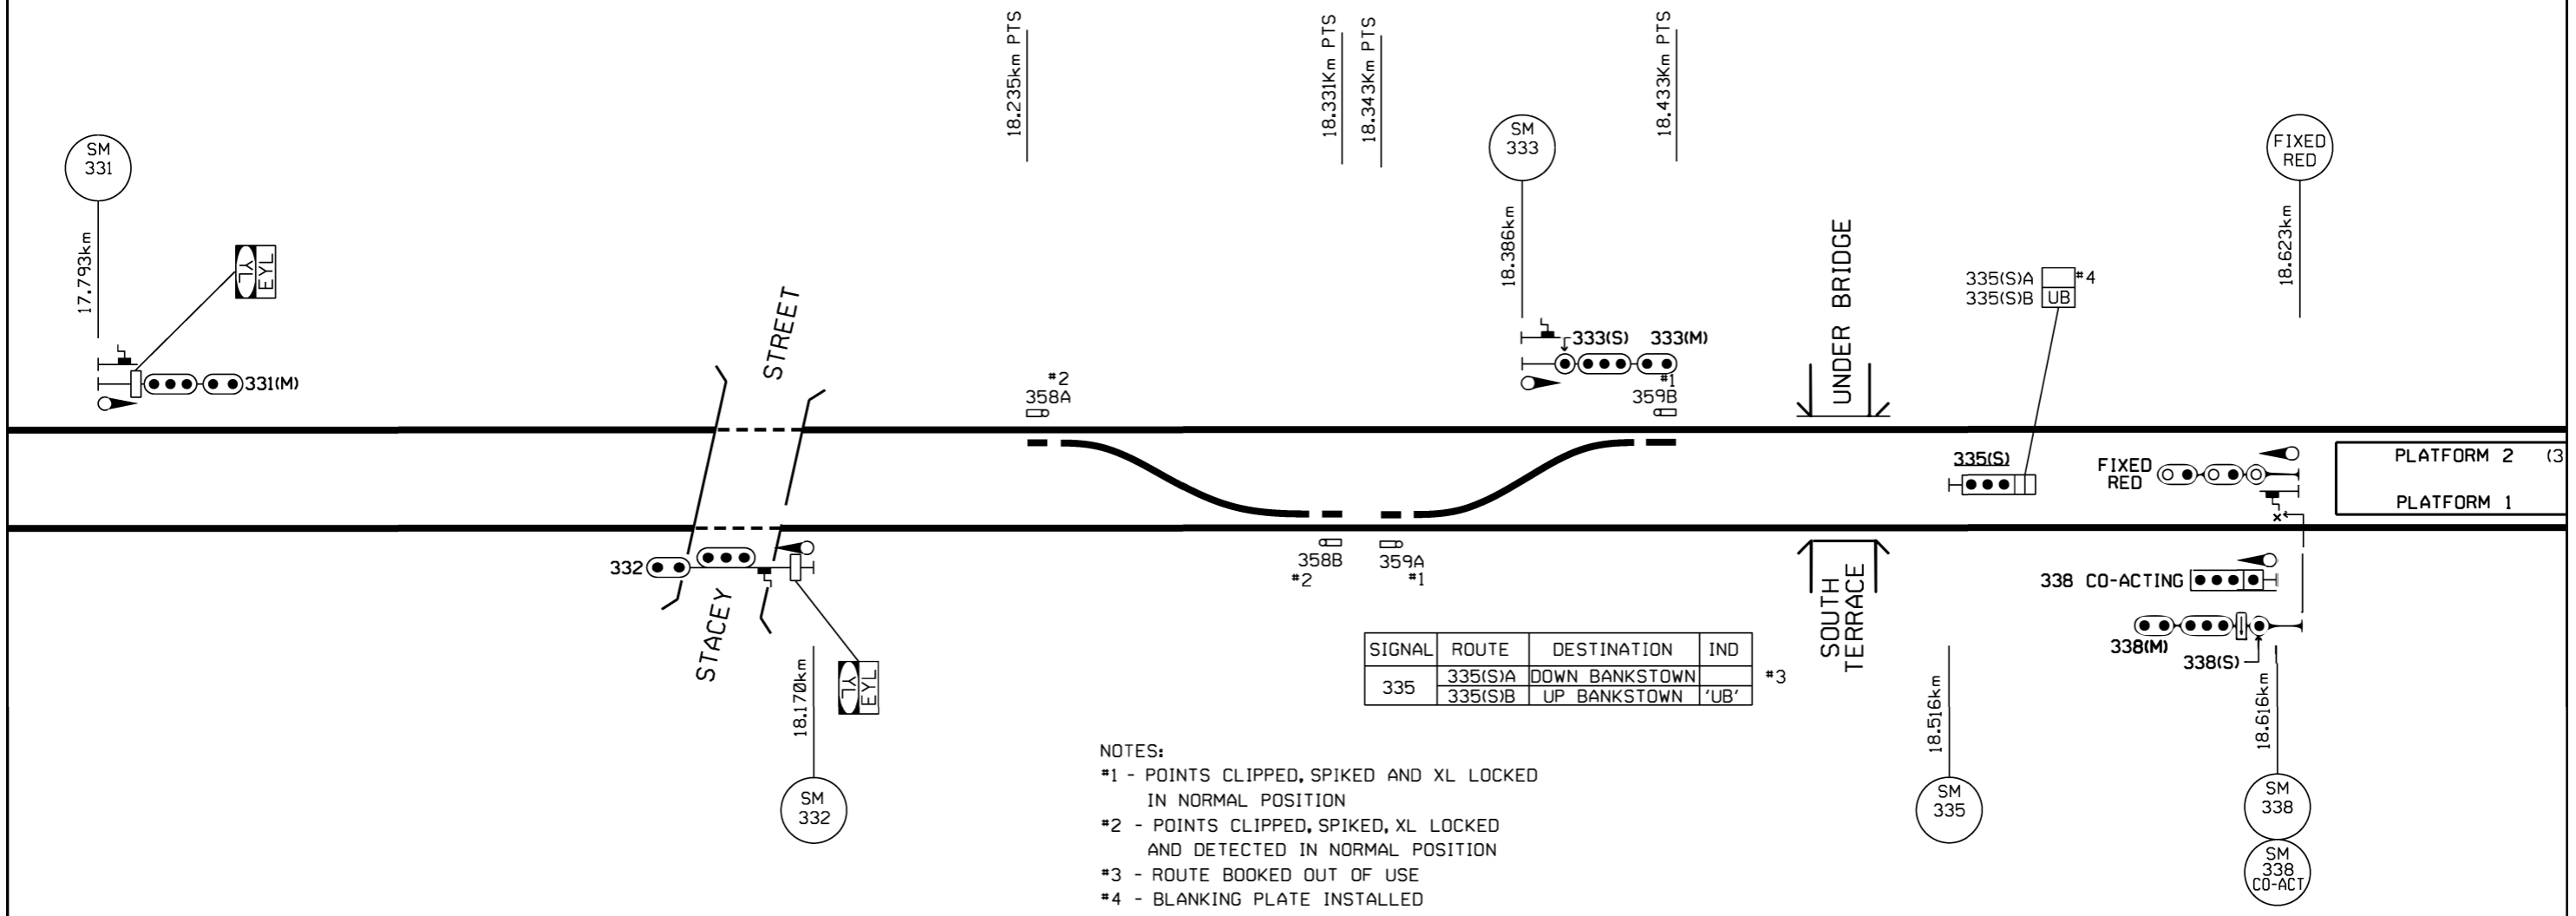 18.235km PTS
18.331Km PTS
18.343Km PTS
18.433Km PTS
SM
331
17.793km
YL
EYL
331(M)
STREET
STACEY
#2
358A
SM
333
18.386km
333(S)
333(M)
#1
359B
UNDER BRIDGE
335(S)A
#4
335(S)B
UB
FIXED
RED
18.623km
335(S)
FIXED
RED
PLATFORM 2
(3
PLATFORM 1
332
YL
EYL
18.170km
SM
332
358B
#2
359A
#1
SOUTH
TERRACE
338 CO-ACTING
338(M)
338(S)
SIGNAL ROUTE DESTINATION IND
335 335(S)A DOWN BANKSTOWN
#3
335(S)B UP BANKSTOWN 'UB'
18.516km
SM
335
18.616km
SM
338
SM
338
CO-ACT
NOTES:
#1 - POINTS CLIPPED, SPIKED AND XL LOCKED
IN NORMAL POSITION
#2 - POINTS CLIPPED, SPIKED, XL LOCKED
AND DETECTED IN NORMAL POSITION
#3 - ROUTE BOOKED OUT OF USE
#4 - BLANKING PLATE INSTALLED